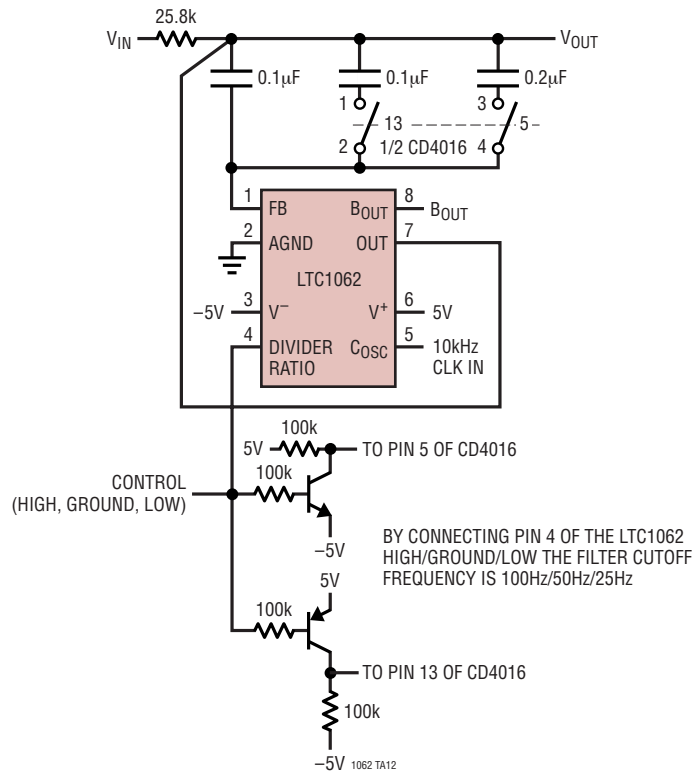 25.8k
VIN
VOUT
0.1µF
0.1µF
0.2µF
1
3
13
5
2
1/2 CD4016
4
1
FB
BOUT
8
BOUT
2
AGND
OUT
7
LTC1062
–5V
3
V–
V+
6
5V
4
DIVIDER
RATIO
COSC
5
10kHz
CLK IN
100k
5V
TO PIN 5 OF CD4016
100k
CONTROL
(HIGH, GROUND, LOW)
–5V
BY CONNECTING PIN 4 OF THE LTC1062
HIGH/GROUND/LOW THE FILTER CUTOFF
FREQUENCY IS 100Hz/50Hz/25Hz
5V
100k
TO PIN 13 OF CD4016
100k
–5V
1062 TA12